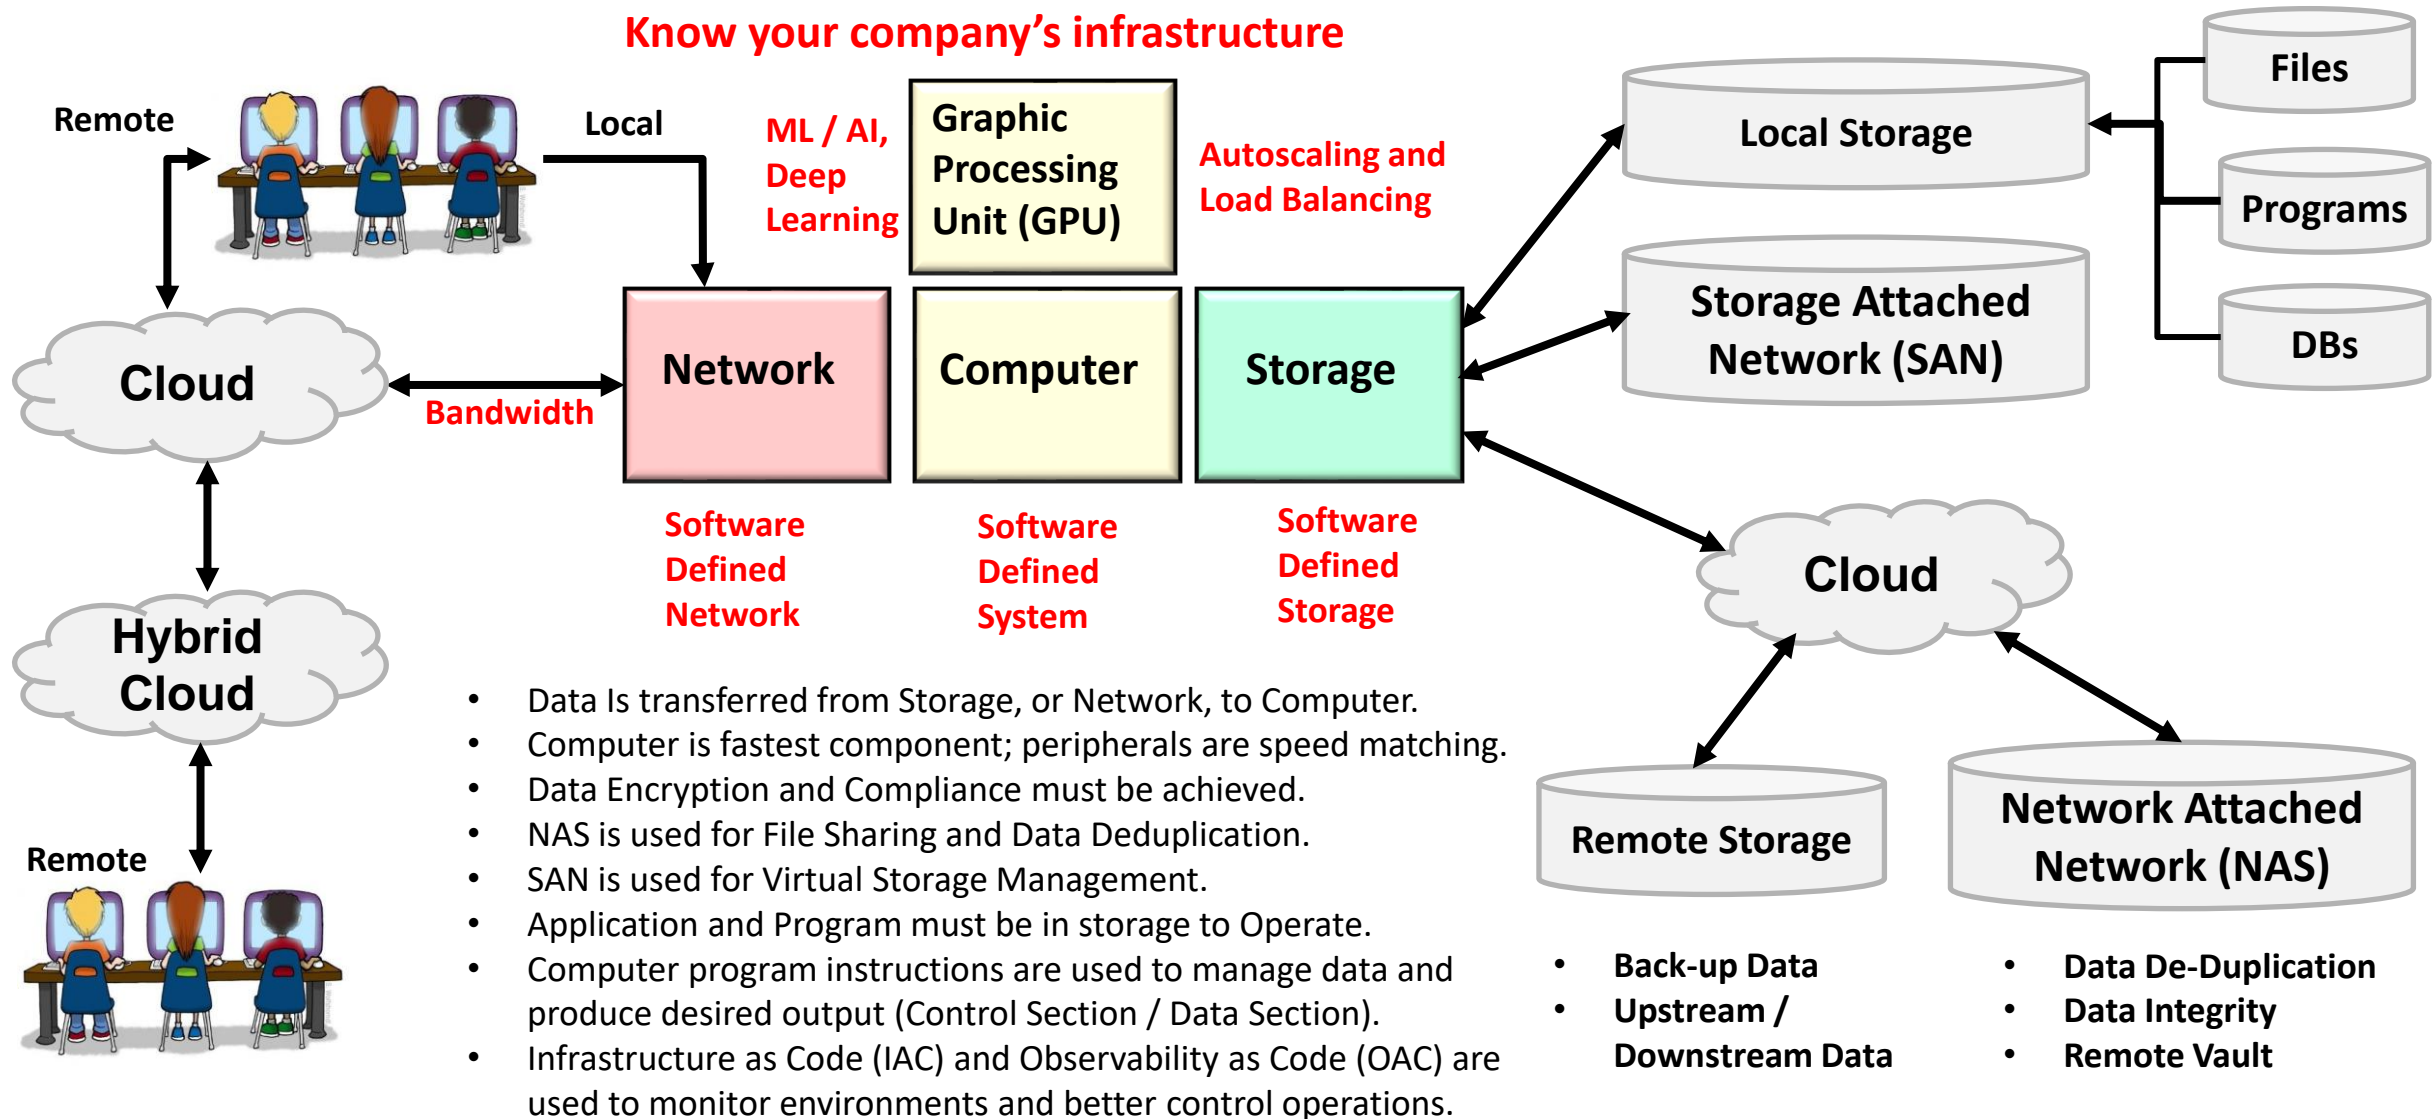 Know your company's infrastructure
Remote
Local
ML / AI,
Deep
Learning
Graphic
Processing
Unit (GPU)
Autoscaling and
Load Balancing
Local Storage
Files
Programs
DBs
Storage Attached
Network (SAN)
Cloud
Bandwidth
Network
Computer
Storage
Software
Defined
Network
Software
Defined
System
Software
Defined
Storage
Cloud
Hybrid
Cloud
Remote
• Data Is transferred from Storage, or Network, to Computer.
• Computer is fastest component; peripherals are speed matching.
• Data Encryption and Compliance must be achieved.
• NAS is used for File Sharing and Data Deduplication.
• SAN is used for Virtual Storage Management.
• Application and Program must be in storage to Operate.
• Computer program instructions are used to manage data and
produce desired output (Control Section / Data Section).
• Infrastructure as Code (IAC) and Observability as Code (OAC) are
used to monitor environments and better control operations.
Remote Storage
Network Attached
Network (NAS)
• Back-up Data
• Upstream /
Downstream Data
• Data De-Duplication
• Data Integrity
• Remote Vault